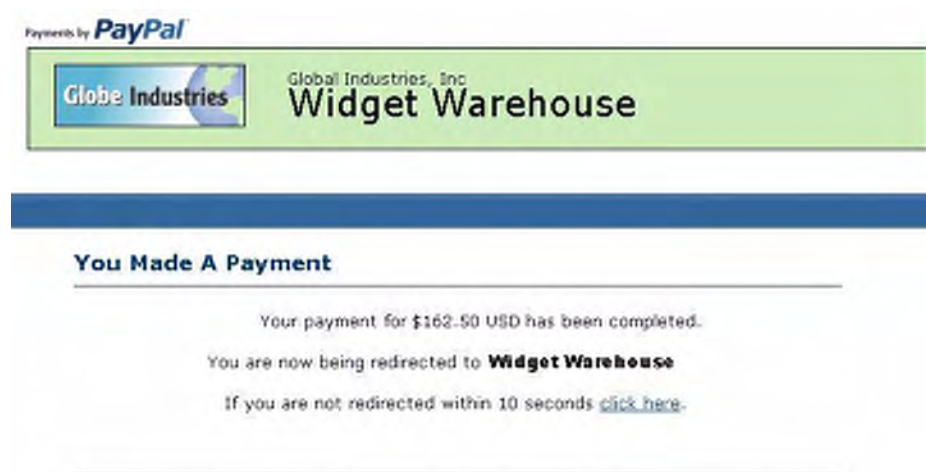 Payments by PayPal
Globe Industries
Global Industries, Inc
Widget Warehouse
You Made A Payment
Your payment for $162.50 USD has been completed.
You are now being redirected to Widget Warehouse
If you are not redirected within 10 seconds click here.